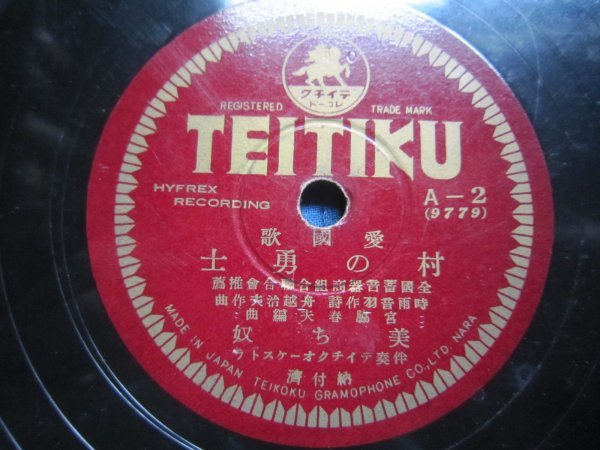 テイチク
レコード
REGISTERED TRADE MARK
TEITIKU
HYFREX
RECORDING
A-2
(9779)
愛國歌
村の勇士
全國蓄音器商組合聯合會推薦
時雨音羽作詩 舟越治夫作曲
宮脇春夫編曲
美ち奴
伴奏テイチクオーケストラ
納付濟
MADE IN JAPAN TEIKOKU GRAMOPHONE CO., LTD. NARA